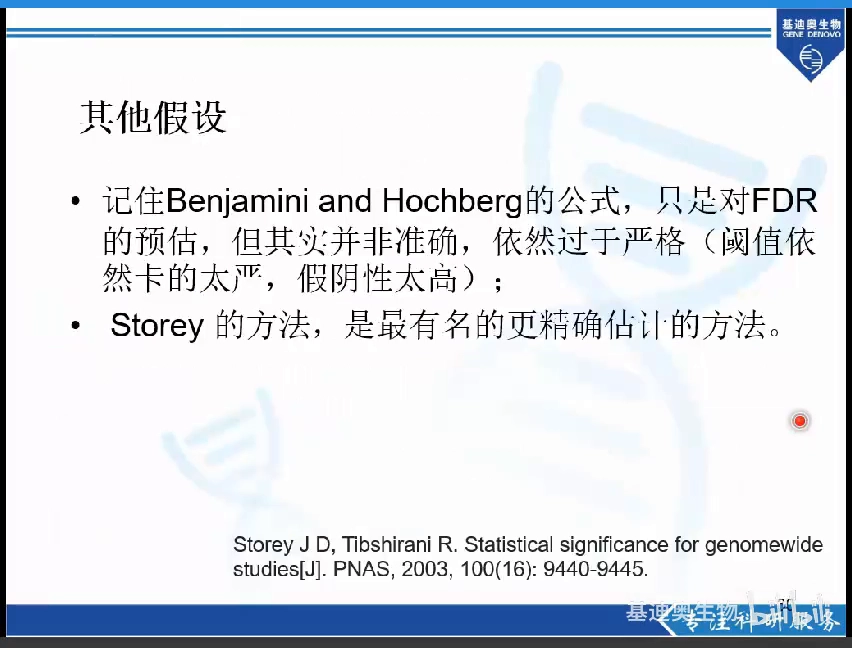 基迪奥生物
GENE DENOVO
其他假设
• 记住Benjamini and Hochberg的公式，只是对FDR
的预估，但其实并非准确，依然过于严格（阈值依
然卡的太严，假阴性太高）；
• Storey 的方法，是最有名的更精确估计的方法。
Storey J D, Tibshirani R. Statistical significance for genomewide
studies[J]. PNAS, 2003, 100(16): 9440-9445.
基迪奥生物 bilibili
专注科研服务